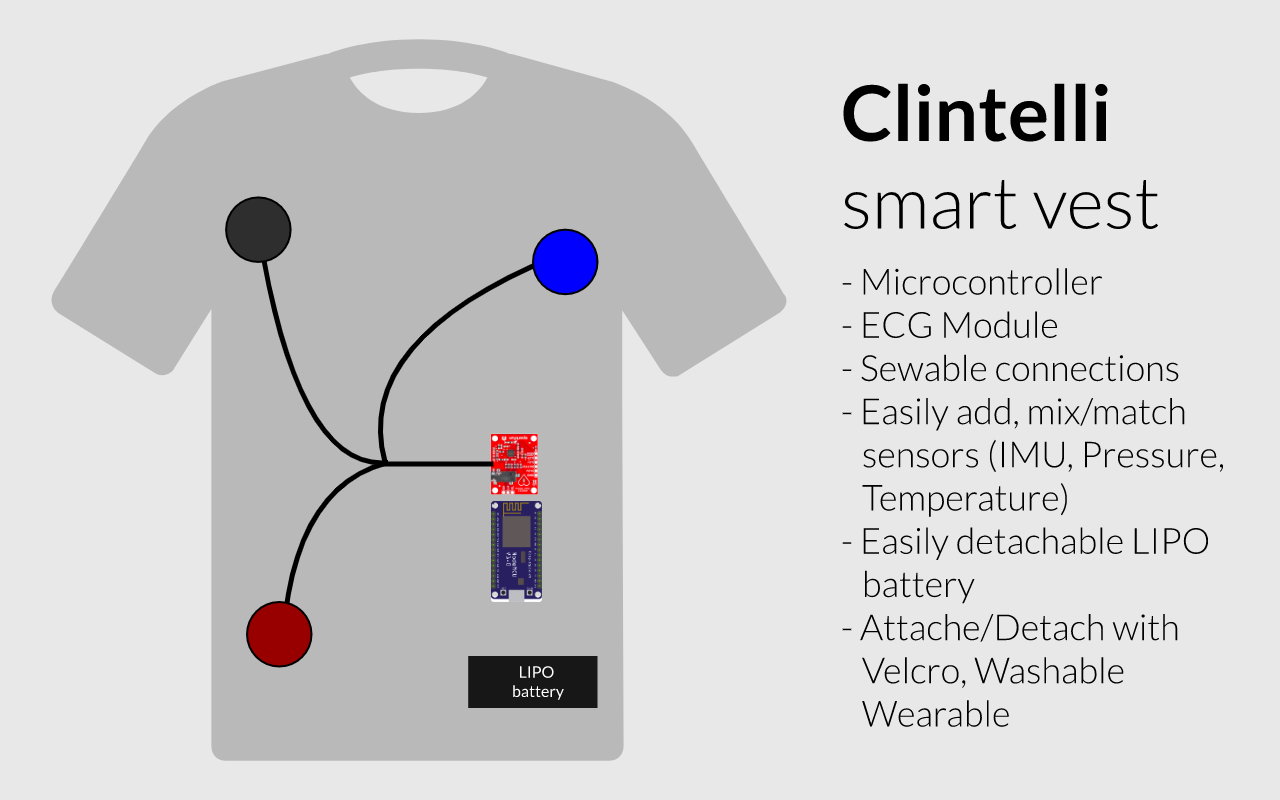 Clintelli
smart vest
- Microcontroller
- ECG Module
- Sewable connections
- Easily add, mix/match
sensors (IMU, Pressure,
Temperature)
- Easily detachable LIPO
battery
- Attache/Detach with
Velcro, Washable
Wearable
LIPO
battery